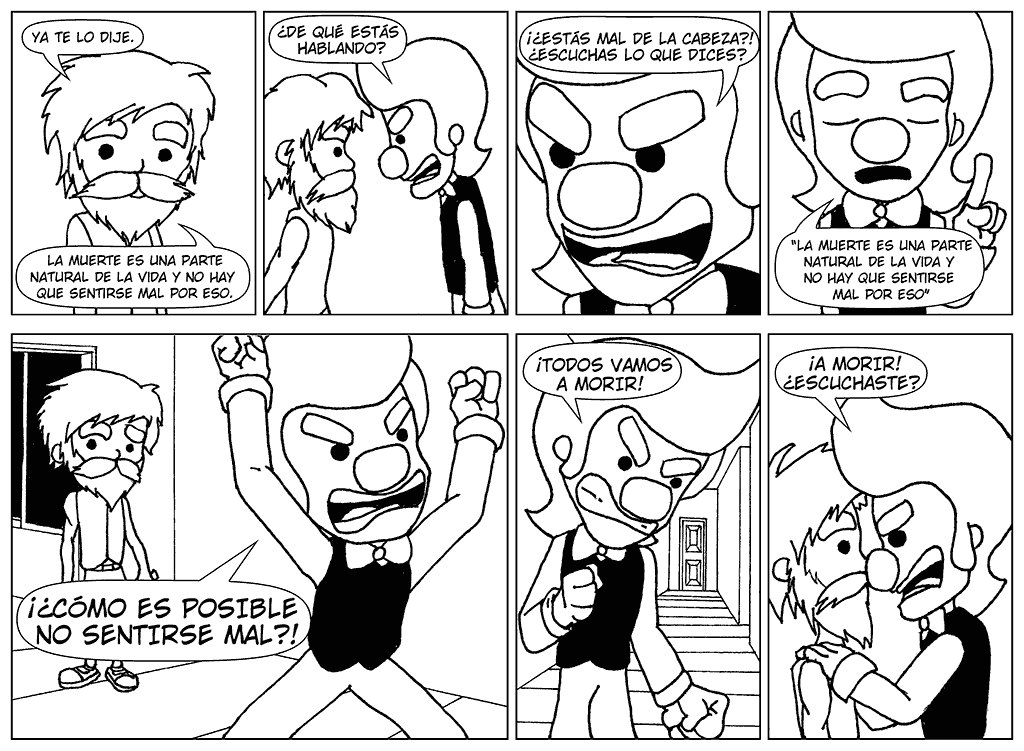 YA TE LO DIJE.
LA MUERTE ES UNA PARTE
NATURAL DE LA VIDA Y NO HAY
QUE SENTIRSE MAL POR ESO.
¿DE QUÉ ESTÁS
HABLANDO?
¡¿ESTÁS MAL DE LA CABEZA?!
¿ESCUCHAS LO QUE DICES?
"LA MUERTE ES UNA PARTE
NATURAL DE LA VIDA Y
NO HAY QUE SENTIRSE
MAL POR ESO"
¡¿CÓMO ES POSIBLE
NO SENTIRSE MAL?!
¡TODOS VAMOS
A MORIR!
¡A MORIR!
¿ESCUCHASTE?